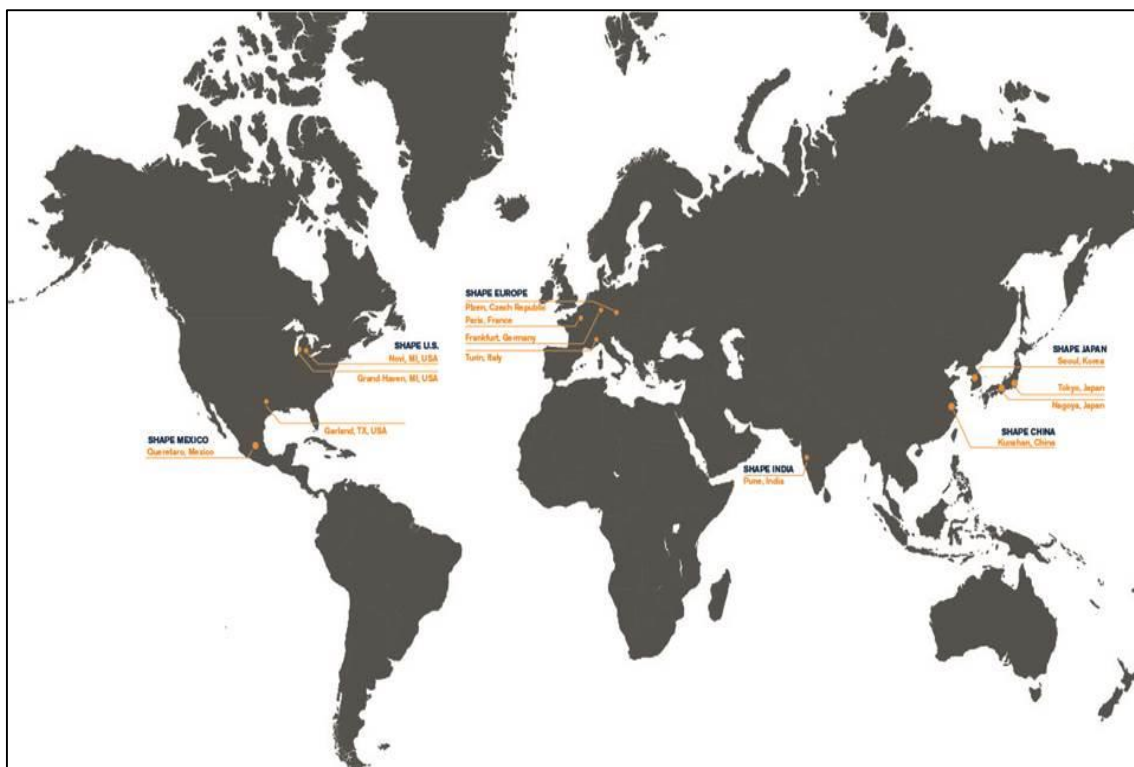 SHAPE EUROPE
Plzen, Czech Republic
Paris, France
Frankfurt, Germany
Turin, Italy
SHAPE U.S.
Novi, MI, USA
Grand Haven, MI, USA
Garland, TX, USA
SHAPE MEXICO
Queretaro, Mexico
SHAPE JAPAN
Seoul, Korea
Tokyo, Japan
Nagoya, Japan
SHAPE CHINA
Kunshan, China
SHAPE INDIA
Pune, India